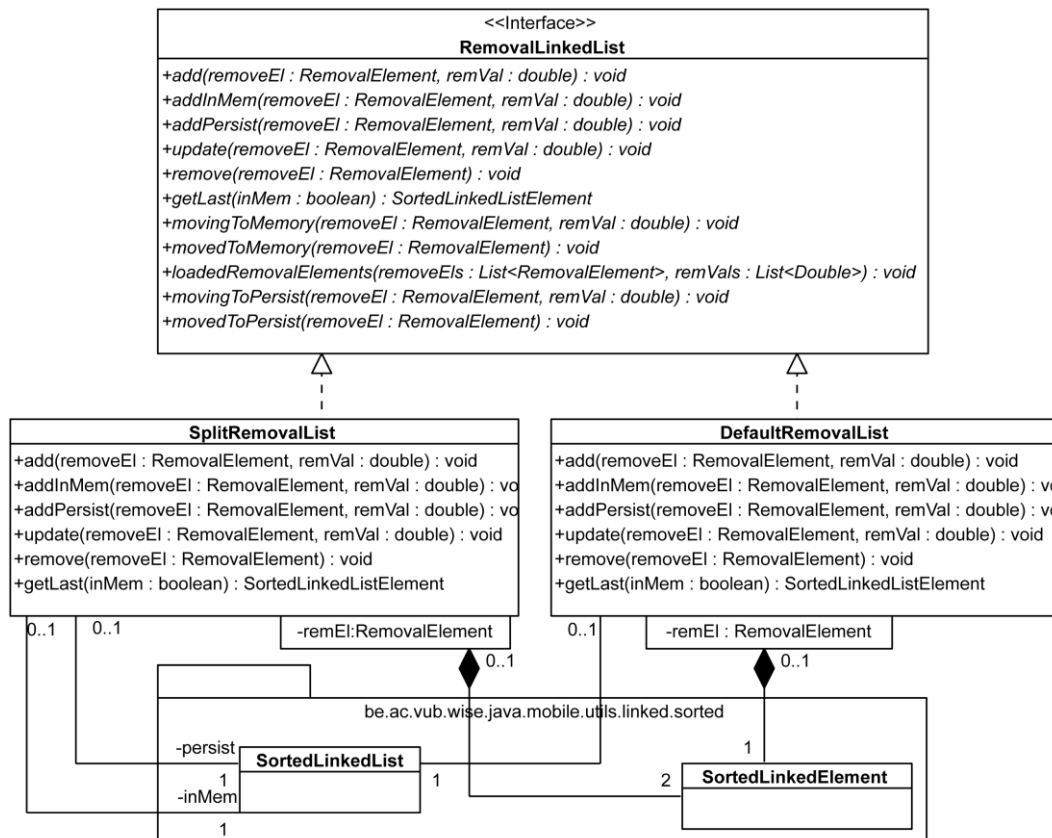 <<Interface>>
RemovalLinkedList
+add(removeEl : RemovalElement, remVal : double) : void
+addInMem(removeEl : RemovalElement, remVal : double) : void
+addPersist(removeEl : RemovalElement, remVal : double) : void
+update(removeEl : RemovalElement, remVal : double) : void
+remove(removeEl : RemovalElement) : void
+getLast(inMem : boolean) : SortedLinkedListElement
+movingToMemory(removeEl : RemovalElement, remVal : double) : void
+movedToMemory(removeEl : RemovalElement) : void
+loadedRemovalElements(removeEls : List<RemovalElement>, remVals : List<Double>) : void
+movingToPersist(removeEl : RemovalElement, remVal : double) : void
+movedToPersist(removeEl : RemovalElement) : void
SplitRemovalList
+add(removeEl : RemovalElement, remVal : double) : void
+addInMem(removeEl : RemovalElement, remVal : double) : vo
+addPersist(removeEl : RemovalElement, remVal : double) : vo
+update(removeEl : RemovalElement, remVal : double) : void
+remove(removeEl : RemovalElement) : void
+getLast(inMem : boolean) : SortedLinkedListElement
0..1
0..1
-remEl:RemovalElement
0..1
DefaultRemovalList
+add(removeEl : RemovalElement, remVal : double) : void
+addInMem(removeEl : RemovalElement, remVal : double) : vo
+addPersist(removeEl : RemovalElement, remVal : double) : vo
+update(removeEl : RemovalElement, remVal : double) : void
+remove(removeEl : RemovalElement) : void
+getLast(inMem : boolean) : SortedLinkedListElement
0..1
-remEl : RemovalElement
0..1
be.ac.vub.wise.java.mobile.utils.linked.sorted
-persist
1
-inMem
1
SortedLinkedList
1
2
1
SortedLinkedElement